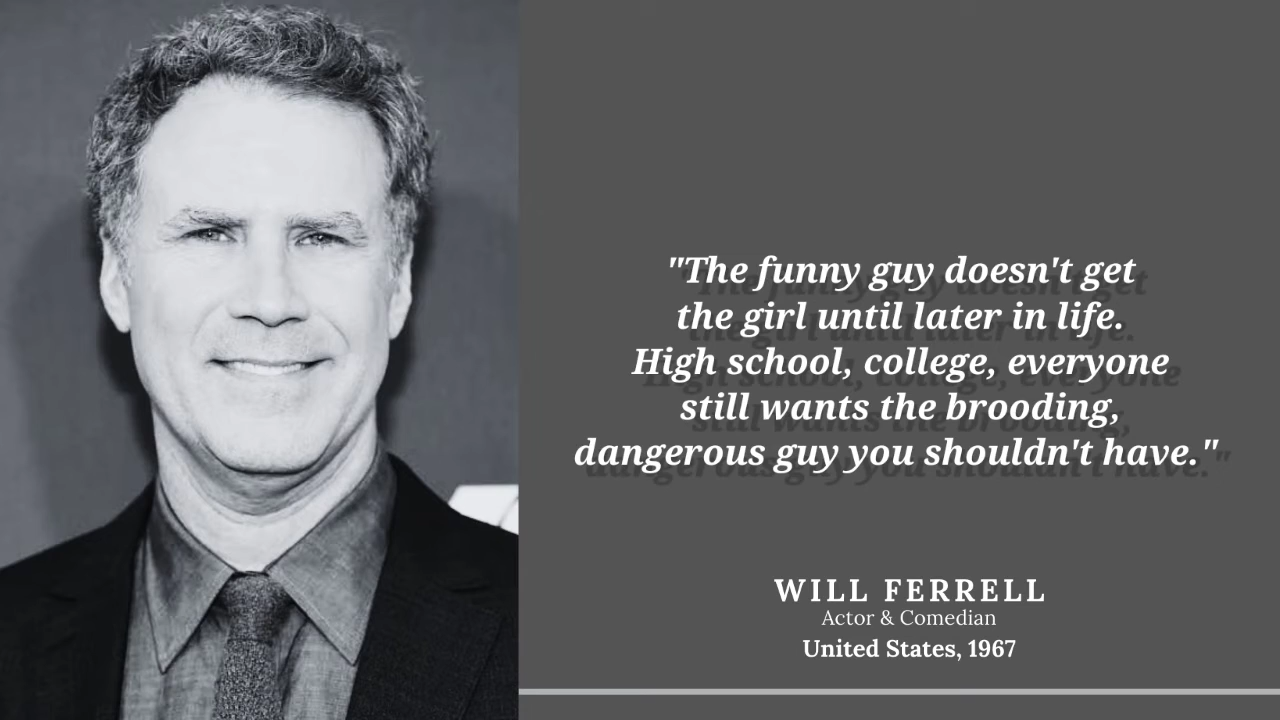 "The funny guy doesn't get
the girl until later in life.
High school, college, everyone
still wants the brooding,
dangerous guy you shouldn't have."
WILL FERRELL
Actor & Comedian
United States, 1967